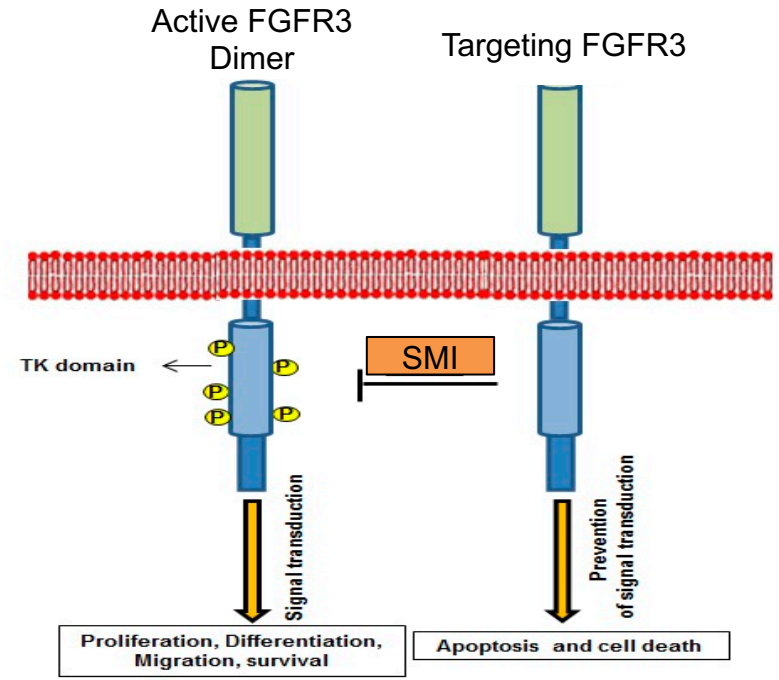 Active FGFR3
Dimer
Targeting FGFR3
P
P
P
P
P
TK domain
SMI
Signal transduction
Prevention
of signal transduction
Proliferation, Differentiation,
Migration, survival
Apoptosis and cell death